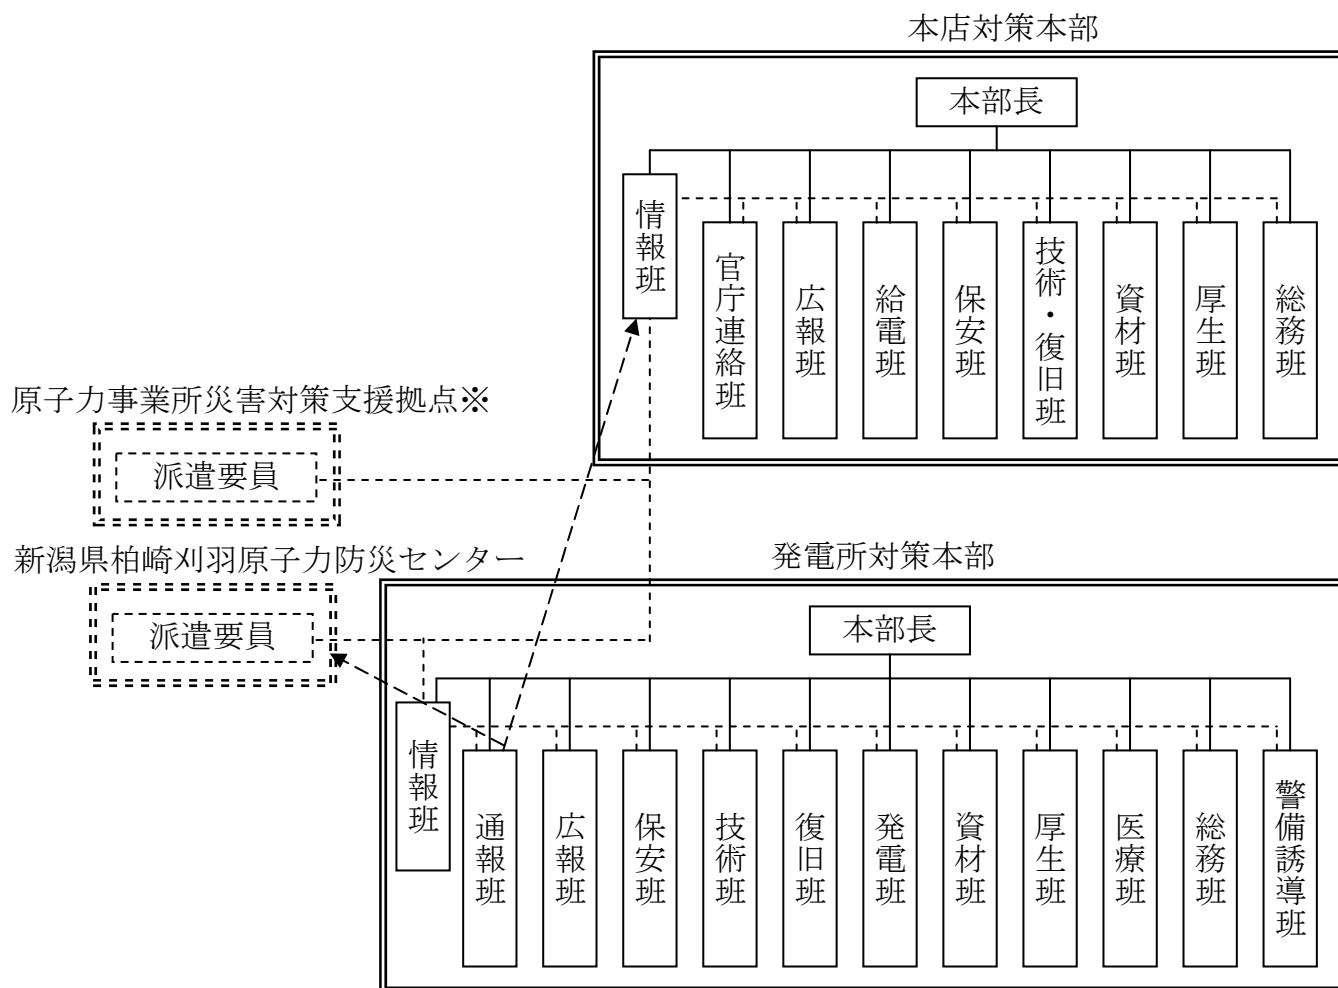 本店対策本部
本部長
情報班
官庁連絡班
広報班
給電班
保安班
技術・復旧班
資材班
厚生班
総務班
原子力事業所災害対策支援拠点※
派遣要員
新潟県柏崎刈羽原子力防災センター
派遣要員
発電所対策本部
本部長
情報班
通報班
広報班
保安班
技術班
復旧班
発電班
資材班
厚生班
医療班
総務班
警備誘導班